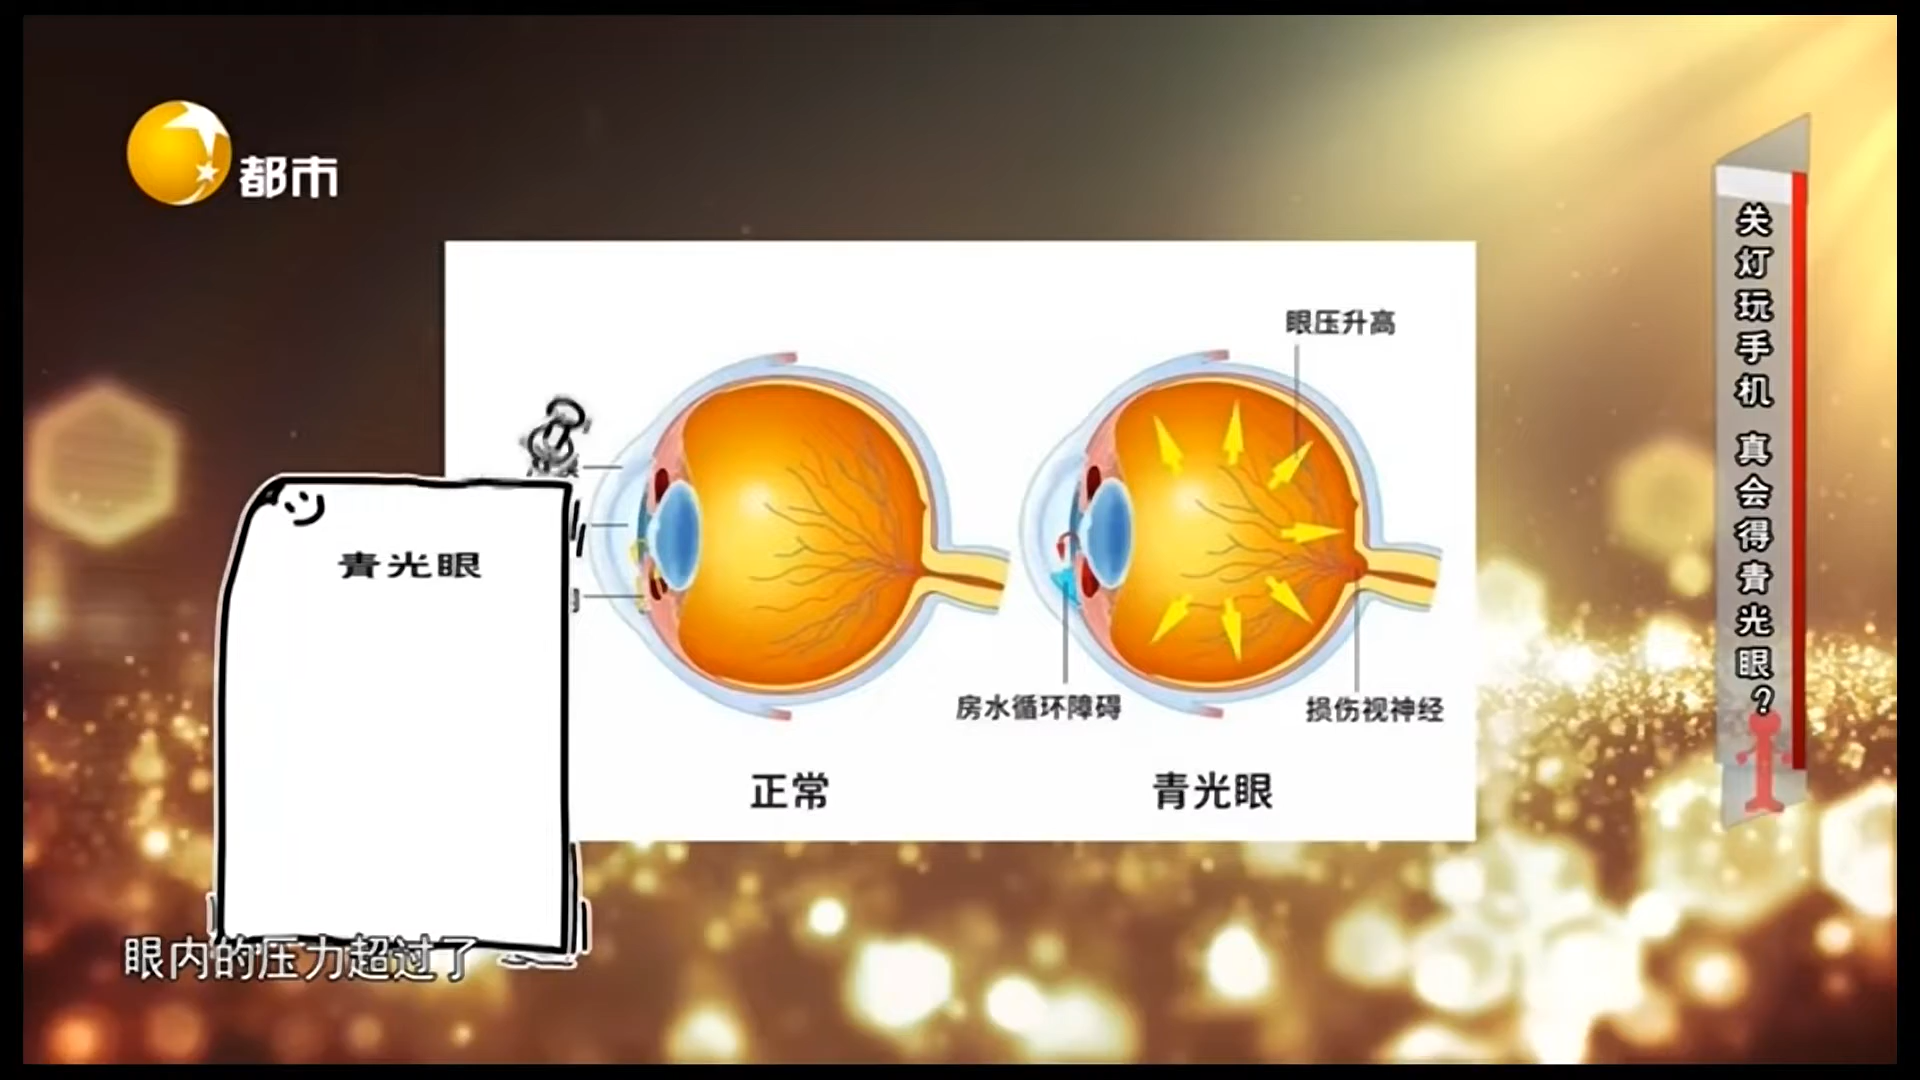 都市
关灯玩手机 真会得青光眼？
眼压升高
青光眼
房水循环障碍
损伤视神经
正常
青光眼
眼内的压力超过了